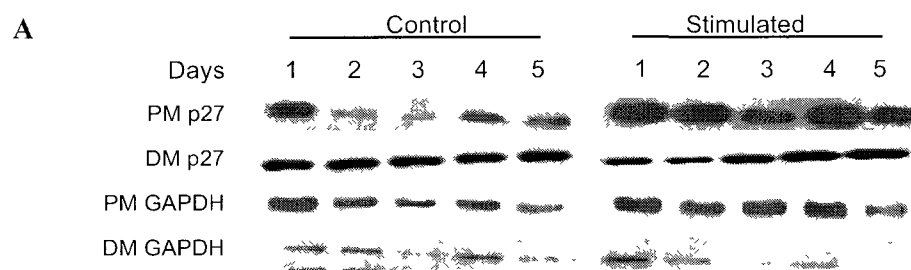 A
Control Stimulated
Days 1 2 3 4 5 1 2 3 4 5
PM p27
DM p27
PM GAPDH
DM GAPDH